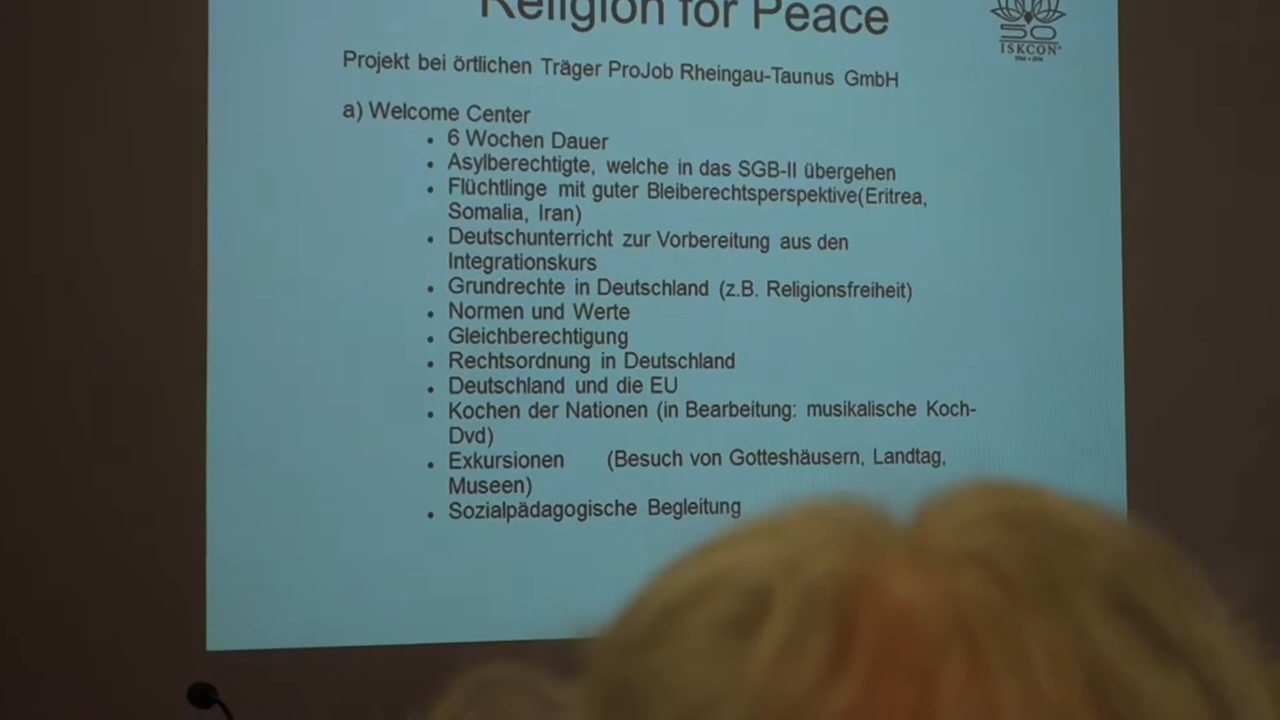 Religion for Peace
50
ISKCON
Projekt bei örtlichen Träger ProJob Rheingau-Taunus GmbH
a) Welcome Center
• 6 Wochen Dauer
• Asylberechtigte, welche in das SGB-II übergehen
• Flüchtlinge mit guter Bleiberechtsperspektive(Eritrea,
Somalia, Iran)
• Deutschunterricht zur Vorbereitung aus den
Integrationskurs
• Grundrechte in Deutschland (z.B. Religionsfreiheit)
• Normen und Werte
• Gleichberechtigung
• Rechtsordnung in Deutschland
• Deutschland und die EU
• Kochen der Nationen (in Bearbeitung: musikalische Koch-
Dvd)
• Exkursionen (Besuch von Gotteshäusern, Landtag,
Museen)
• Sozialpädagogische Begleitung